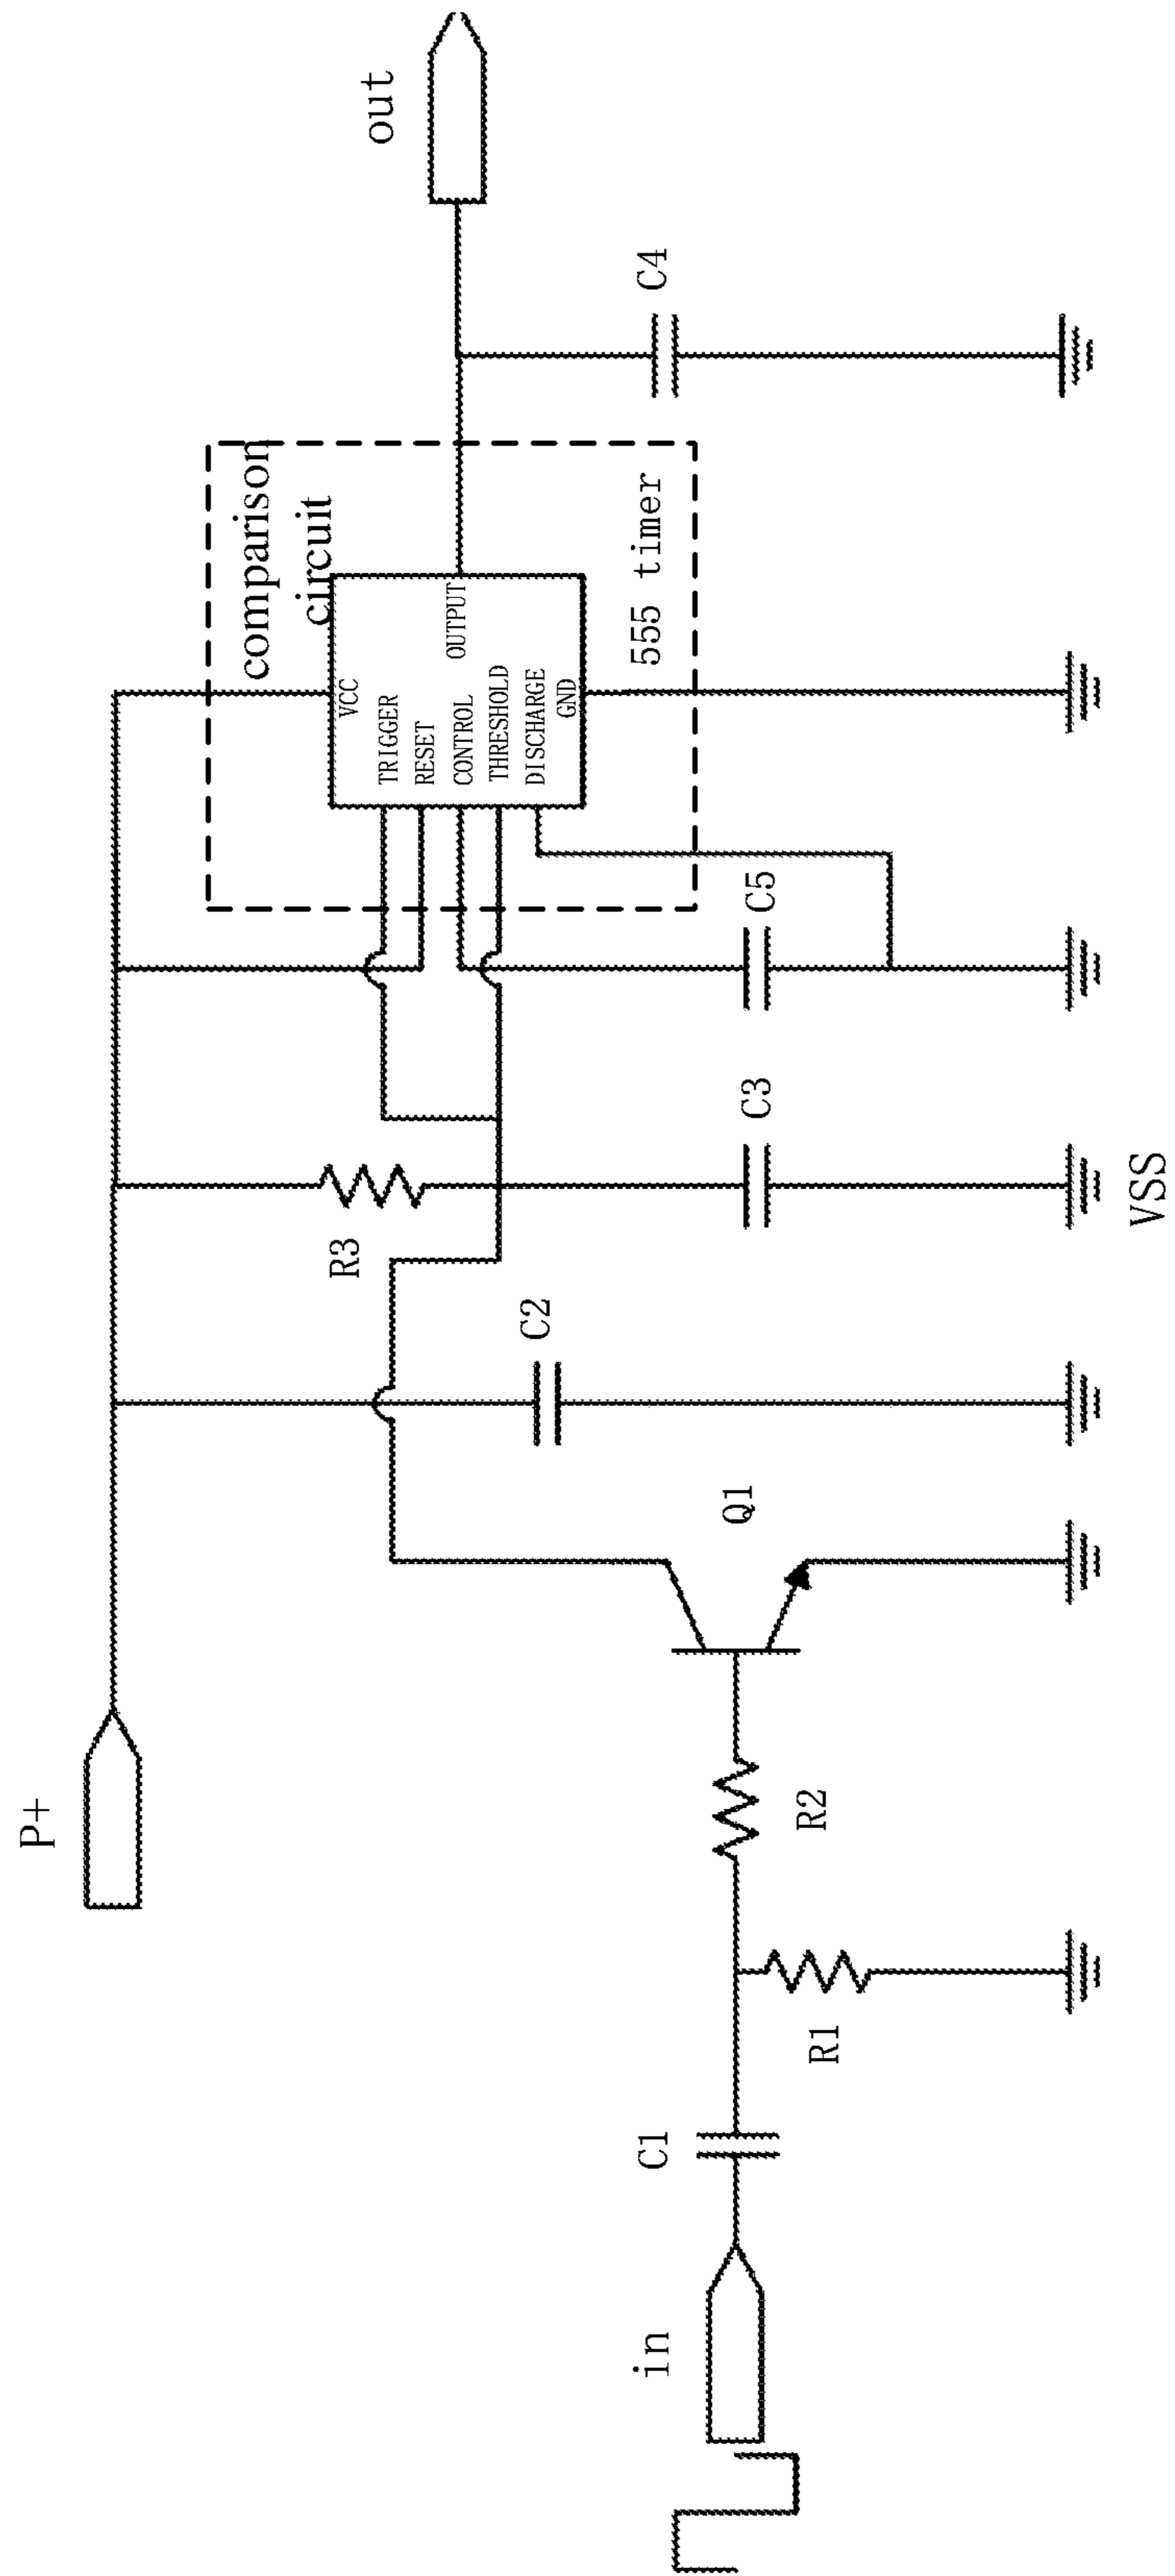 P+
in
C1
R1
R2
Q1
C2
R3
C3
VSS
C5
comparison
circuit
VCC
TRIGGER
RESET
CONTROL
THRESHOLD
DISCHARGE
GND
OUTPUT
555 timer
C4
out